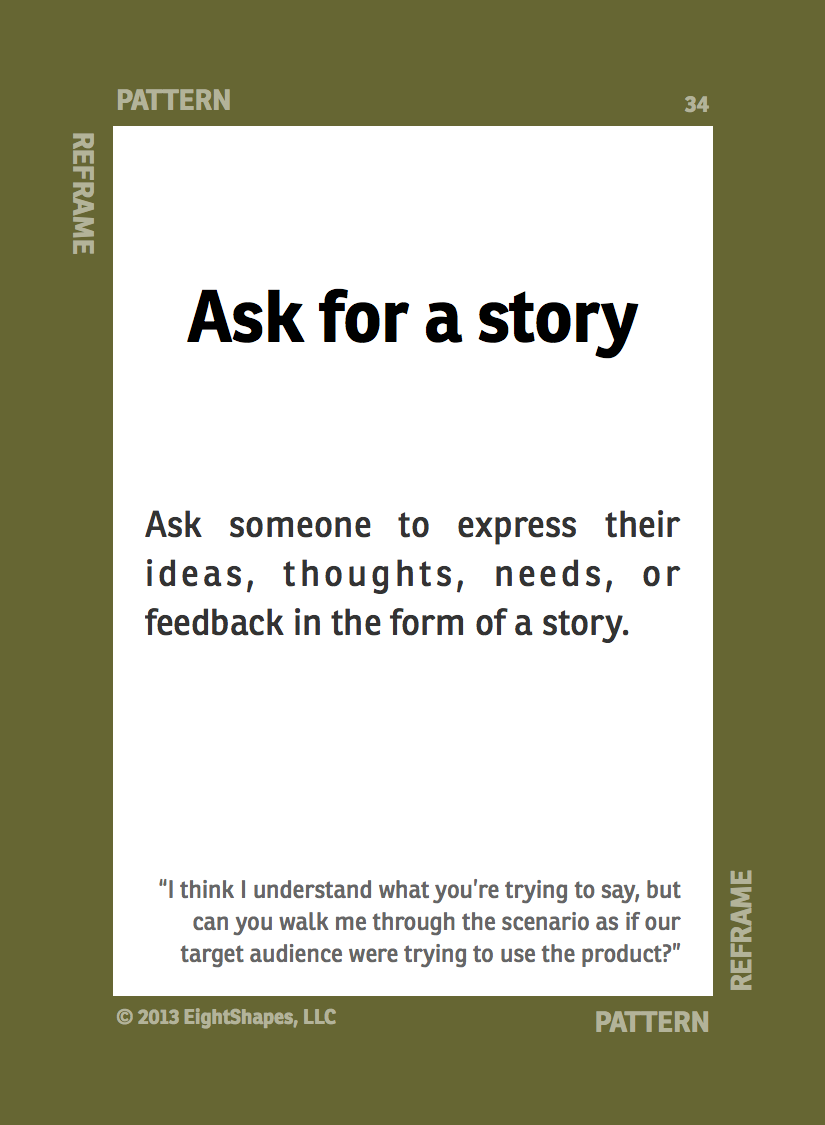 PATTERN
34
REFRAME
Ask for a story
Ask someone to express their
ideas, thoughts, needs, or
feedback in the form of a story.
“I think I understand what you’re trying to say, but
can you walk me through the scenario as if our
target audience were trying to use the product?”
REFRAME
© 2013 EightShapes, LLC
PATTERN